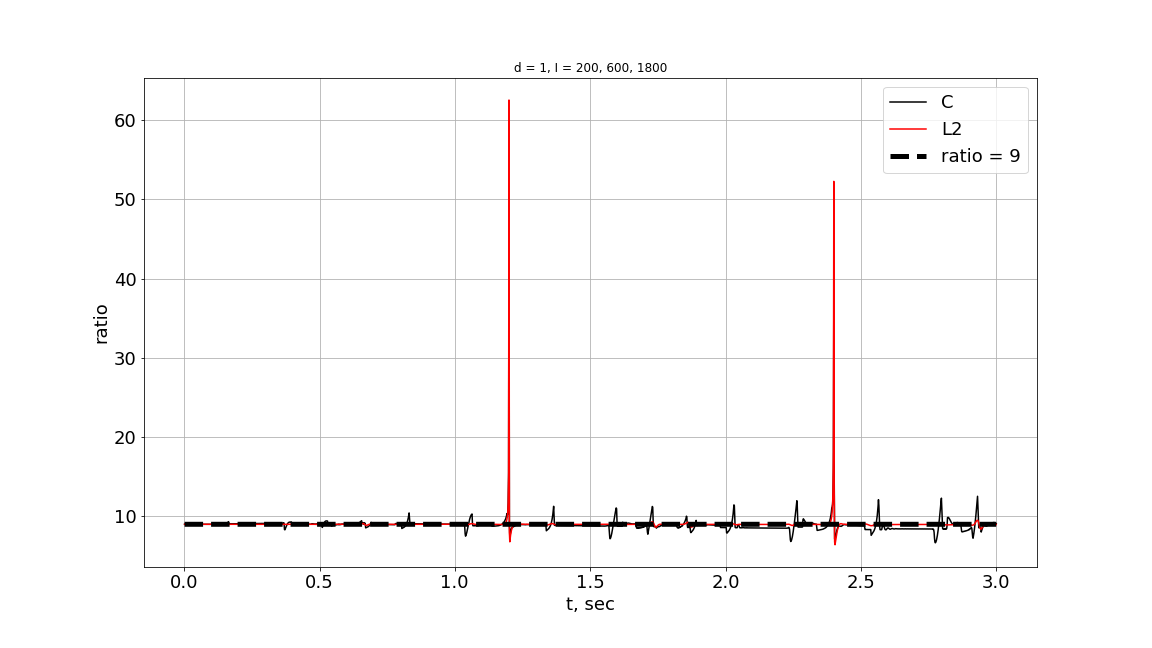 d = 1, I = 200, 600, 1800
C
L2
ratio = 9
60
50
40
30
20
10
ratio
0.0 0.5 1.0 1.5 2.0 2.5 3.0
t, sec